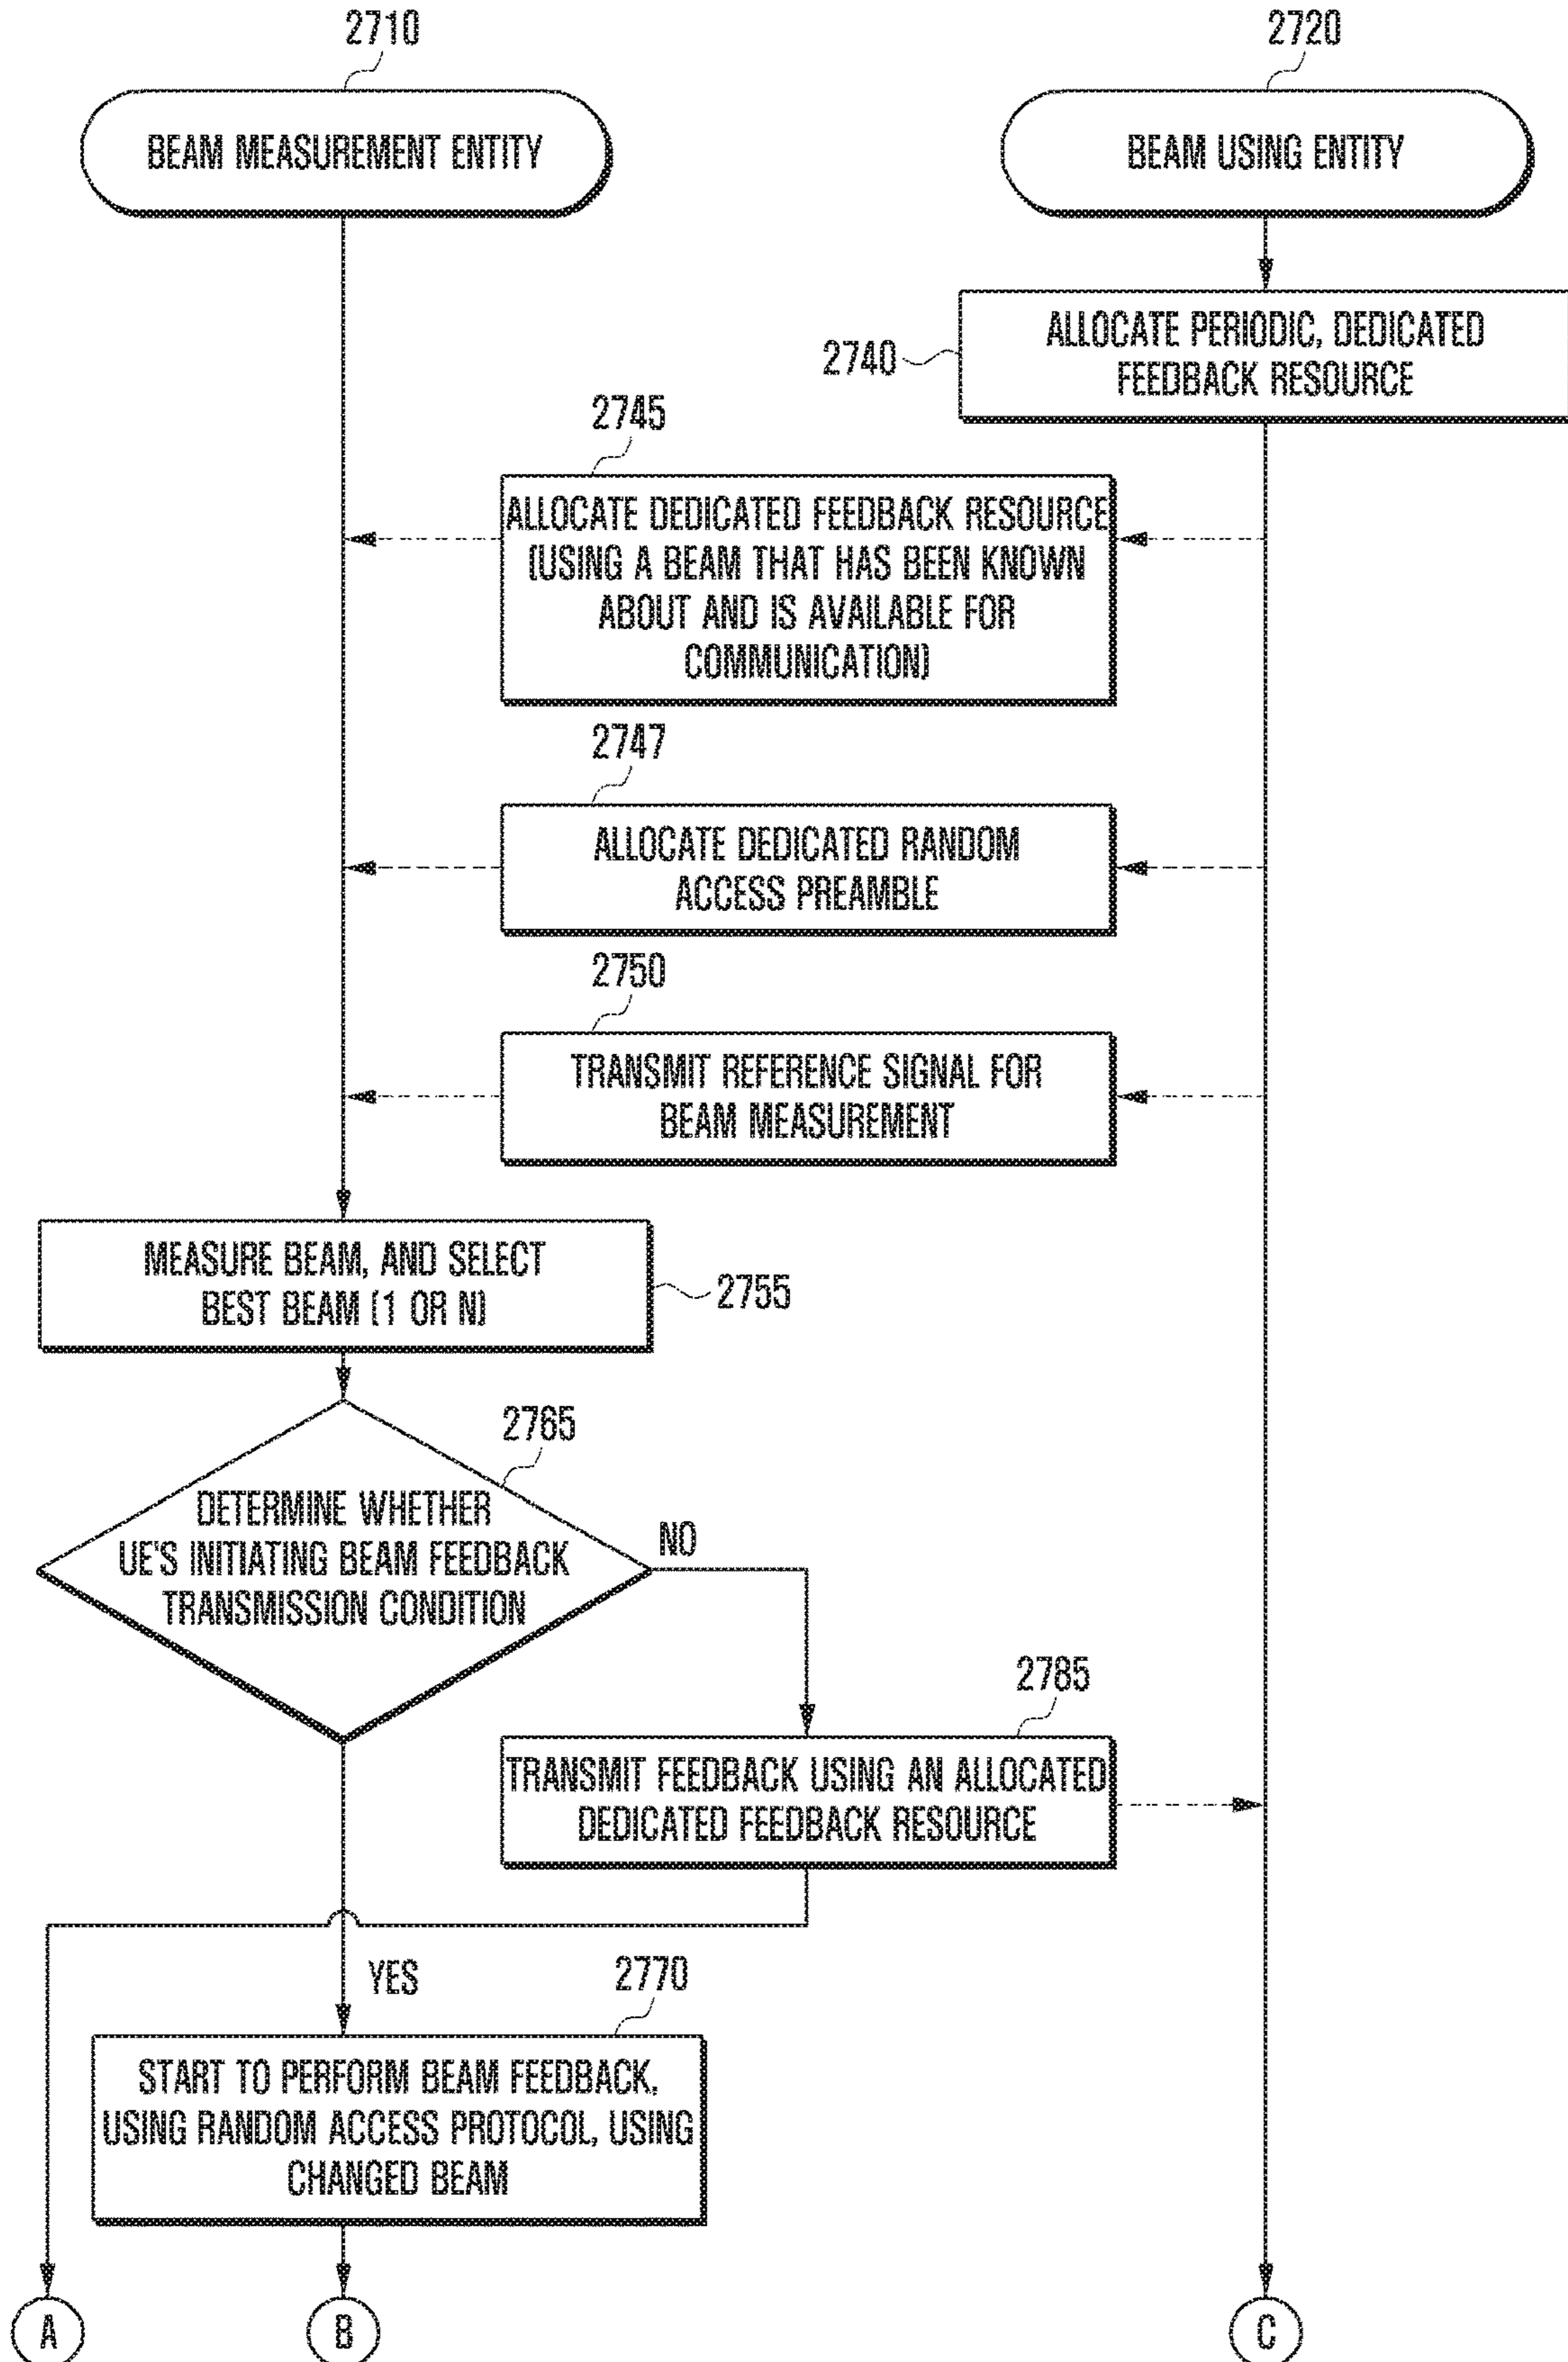 2710
2720
BEAM MEASUREMENT ENTITY
BEAM USING ENTITY
ALLOCATE PERIODIC, DEDICATED
FEEDBACK RESOURCE
2740
2745
ALLOCATE DEDICATED FEEDBACK RESOURCE
(USING A BEAM THAT HAS BEEN KNOWN
ABOUT AND IS AVAILABLE FOR
COMMUNICATION)
2747
ALLOCATE DEDICATED RANDOM
ACCESS PREAMBLE
2750
TRANSMIT REFERENCE SIGNAL FOR
BEAM MEASUREMENT
MEASURE BEAM, AND SELECT
BEST BEAM (1 OR N)
2755
2765
DETERMINE WHETHER
UE'S INITIATING BEAM FEEDBACK
TRANSMISSION CONDITION
NO
2785
TRANSMIT FEEDBACK USING AN ALLOCATED
DEDICATED FEEDBACK RESOURCE
YES
2770
START TO PERFORM BEAM FEEDBACK,
USING RANDOM ACCESS PROTOCOL, USING
CHANGED BEAM
A
B
C